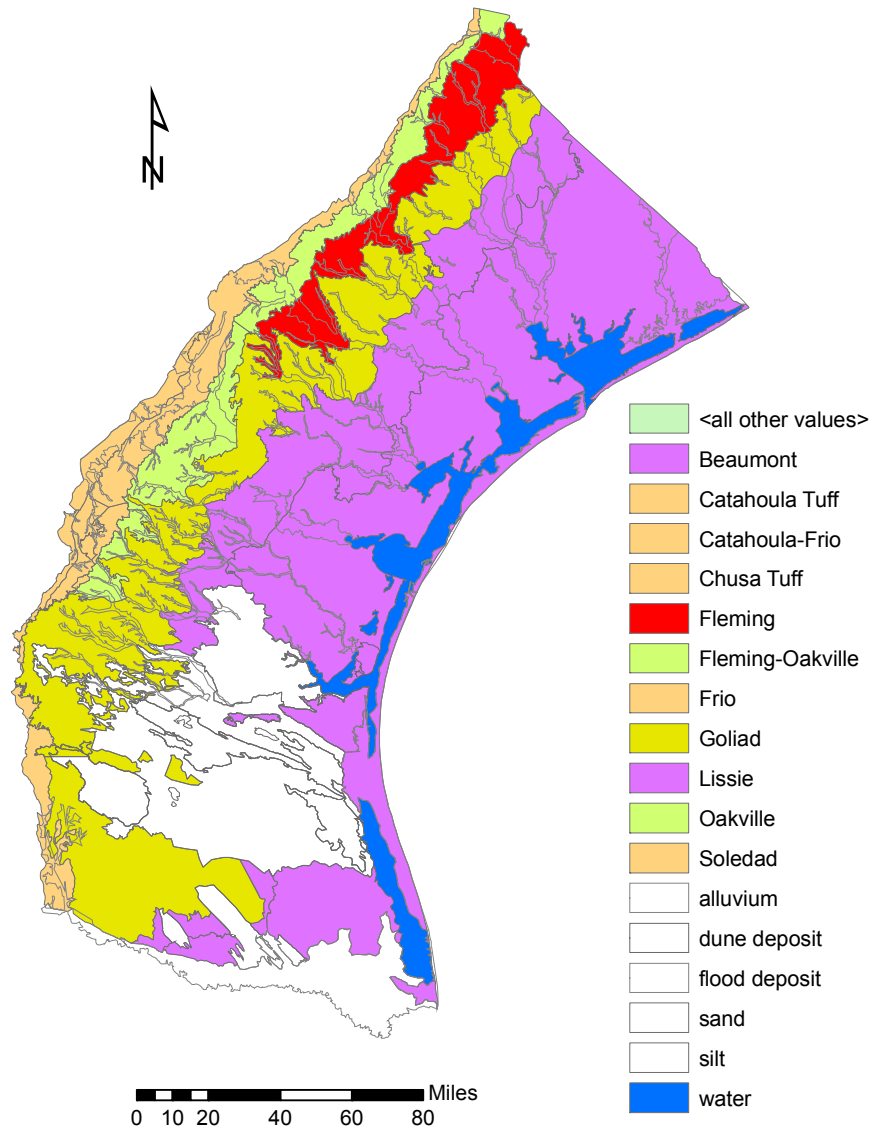 N
<all other values>
Beaumont
Catahoula Tuff
Catahoula-Frio
Chusa Tuff
Fleming
Fleming-Oakville
Frio
Goliad
Lissie
Oakville
Soledad
alluvium
dune deposit
flood deposit
sand
silt
water
Miles
0 10 20 40 60 80